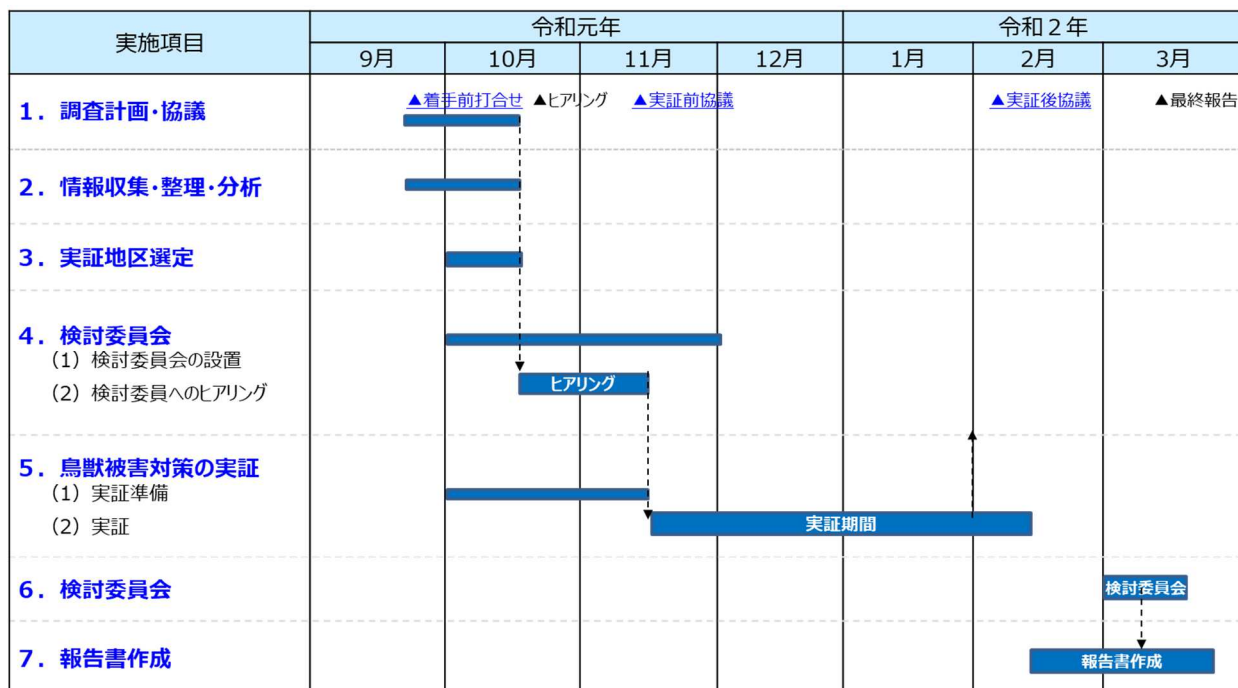 実施項目
令和元年
令和２年
9月
10月
11月
12月
1月
2月
3月
▲着手前打合せ ▲ヒアリング ▲実証前協議 ▲実証後協議 ▲最終報告
1．調査計画・協議
2．情報収集・整理・分析
3．実証地区選定
4．検討委員会
(1) 検討委員会の設置
(2) 検討委員へのヒアリング
ヒアリング
5．鳥獣被害対策の実証
(1) 実証準備
(2) 実証
実証期間
6．検討委員会
検討委員会
7．報告書作成
報告書作成